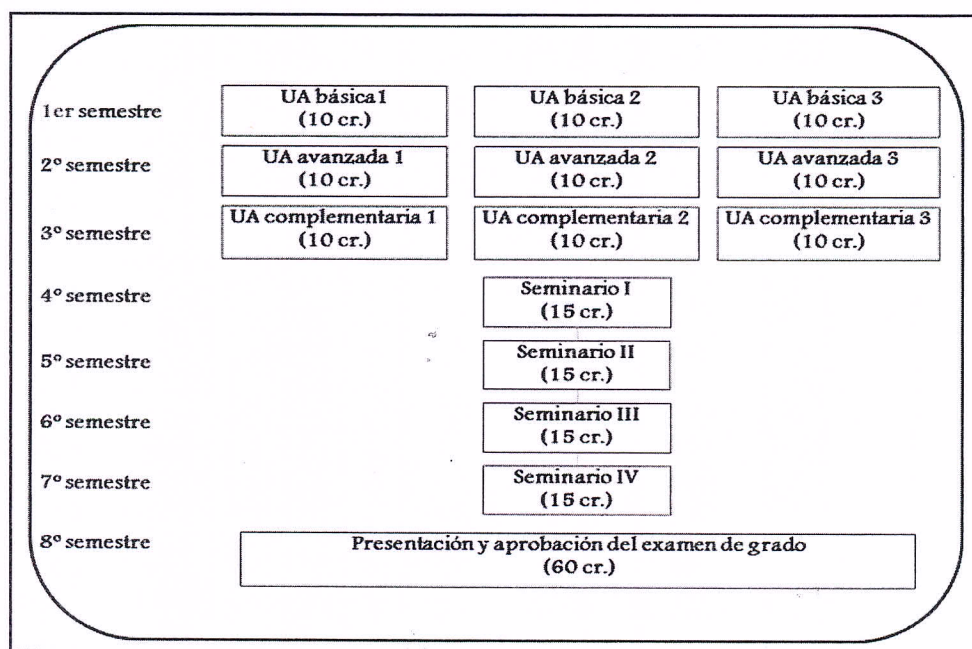 1er semestre
UA básica 1
(10 cr.)
UA básica 2
(10 cr.)
UA básica 3
(10 cr.)
2º semestre
UA avanzada 1
(10 cr.)
UA avanzada 2
(10 cr.)
UA avanzada 3
(10 cr.)
3º semestre
UA complementaria 1
(10 cr.)
UA complementaria 2
(10 cr.)
UA complementaria 3
(10 cr.)
4º semestre
Seminario I
(15 cr.)
5º semestre
Seminario II
(15 cr.)
6º semestre
Seminario III
(15 cr.)
7º semestre
Seminario IV
(15 cr.)
8º semestre
Presentación y aprobación del examen de grado
(60 cr.)